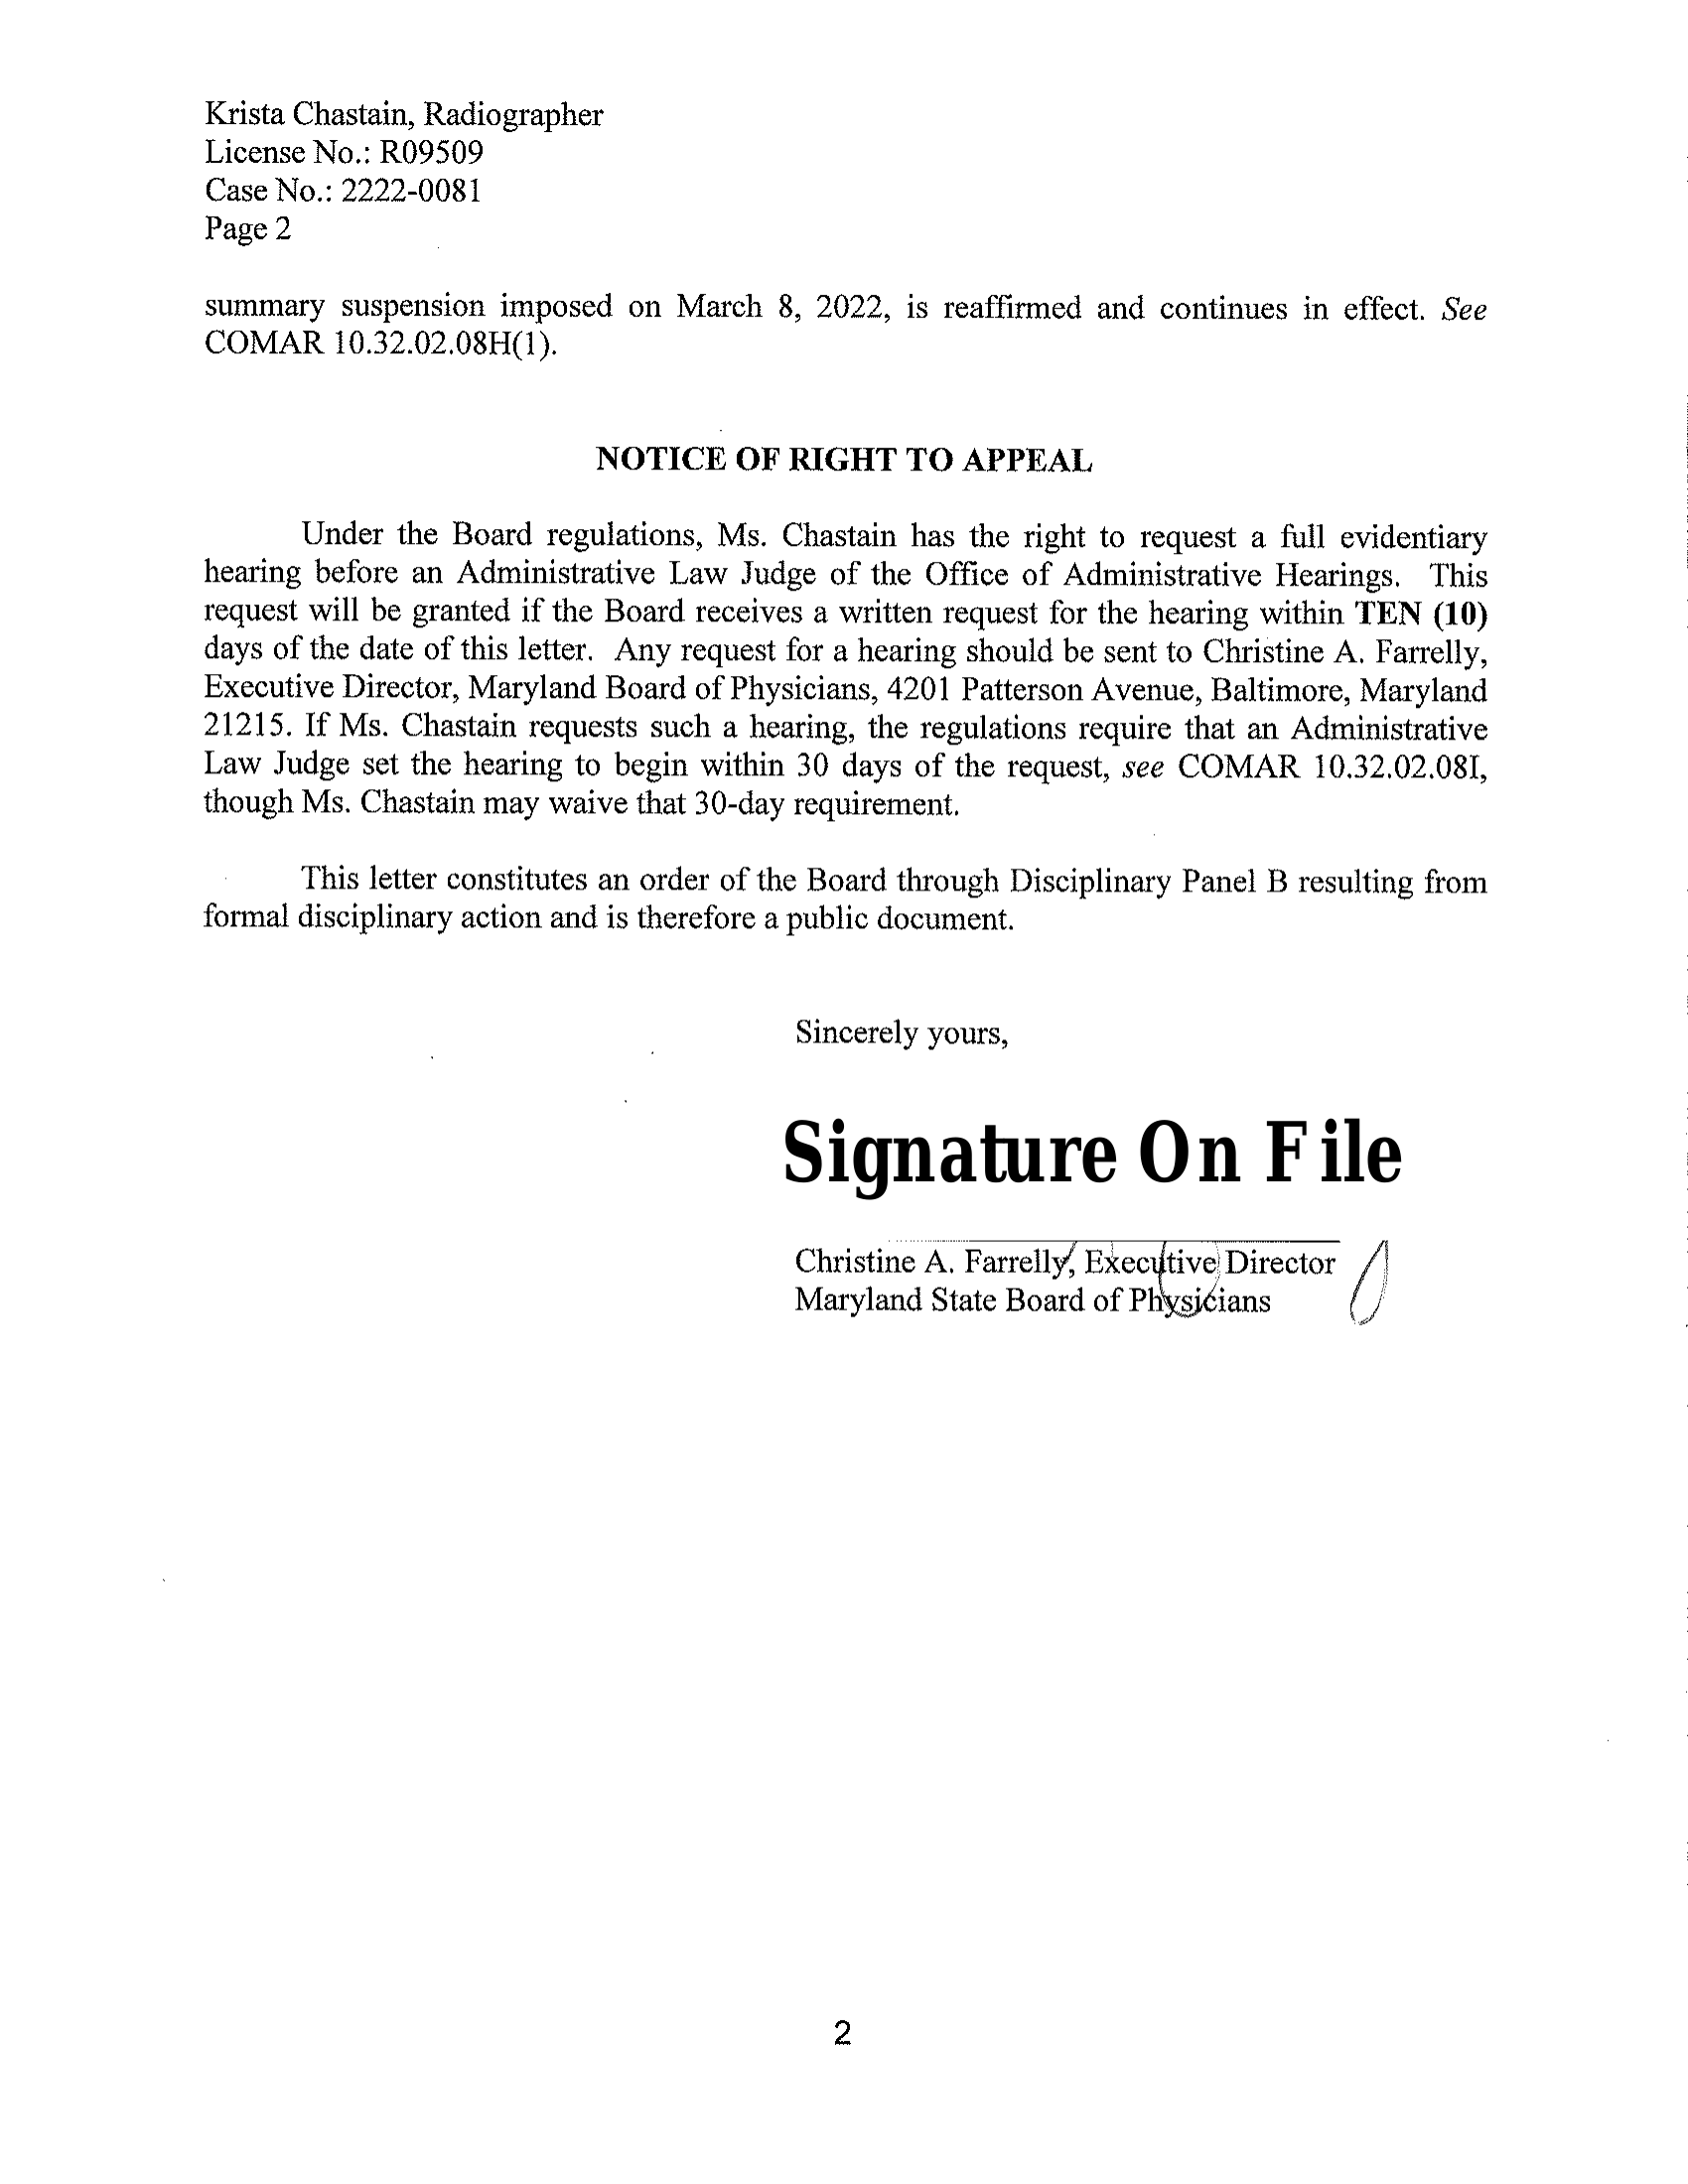 Krista Chastain, Radiographer
License No.: R09509
Case No.: 2222-0081
Page 2
summary suspension imposed on March 8, 2022, is reaffirmed and continues in effect. See
COMAR 10.32.02.08H(1).
NOTICE OF RIGHT TO APPEAL
Under the Board regulations, Ms. Chastain has the right to request a full evidentiary
hearing before an Administrative Law Judge of the Office of Administrative Hearings. This
request will be granted if the Board receives a written request for the hearing within TEN (10)
days of the date of this letter. Any request for a hearing should be sent to Christine A. Farrelly,
Executive Director, Maryland Board of Physicians, 4201 Patterson Avenue, Baltimore, Maryland
21215. If Ms. Chastain requests such a hearing, the regulations require that an Administrative
Law Judge set the hearing to begin within 30 days of the request, see COMAR 10.32.02.08I,
though Ms. Chastain may waive that 30-day requirement.
This letter constitutes an order of the Board through Disciplinary Panel B resulting from
formal disciplinary action and is therefore a public document.
Sincerely yours,
Signature On File
Christine A. Farrelly, Executive Director
Maryland State Board of Physicians
2